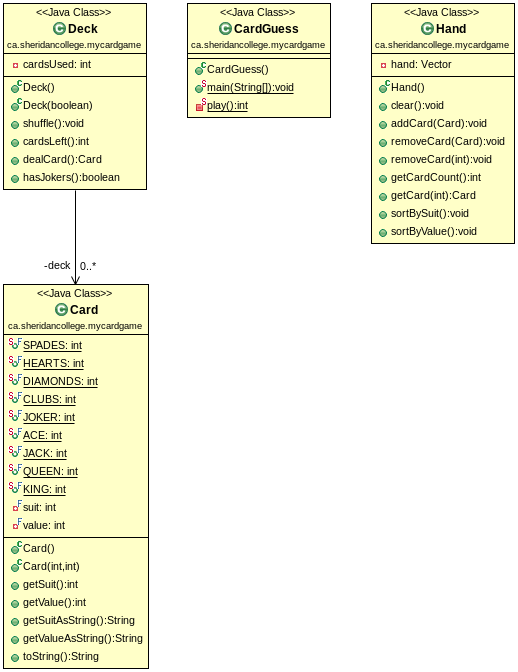 <<Java Class>>
Deck
ca.sheridancollege.mycardgame
cardsUsed: int
Deck()
Deck(boolean)
shuffle():void
cardsLeft():int
dealCard():Card
hasJokers():boolean
-deck 0..*
<<Java Class>>
Card
ca.sheridancollege.mycardgame
SPADES: int
HEARTS: int
DIAMONDS: int
CLUBS: int
JOKER: int
ACE: int
JACK: int
QUEEN: int
KING: int
suit: int
value: int
Card()
Card(int,int)
getSuit():int
getValue():int
getSuitAsString():String
getValueAsString():String
toString():String
<<Java Class>>
CardGuess
ca.sheridancollege.mycardgame
CardGuess()
main(String[]):void
play():int
<<Java Class>>
Hand
ca.sheridancollege.mycardgame
hand: Vector
Hand()
clear():void
addCard(Card):void
removeCard(Card):void
removeCard(int):void
getCardCount():int
getCard(int):Card
sortBySuit():void
sortByValue():void